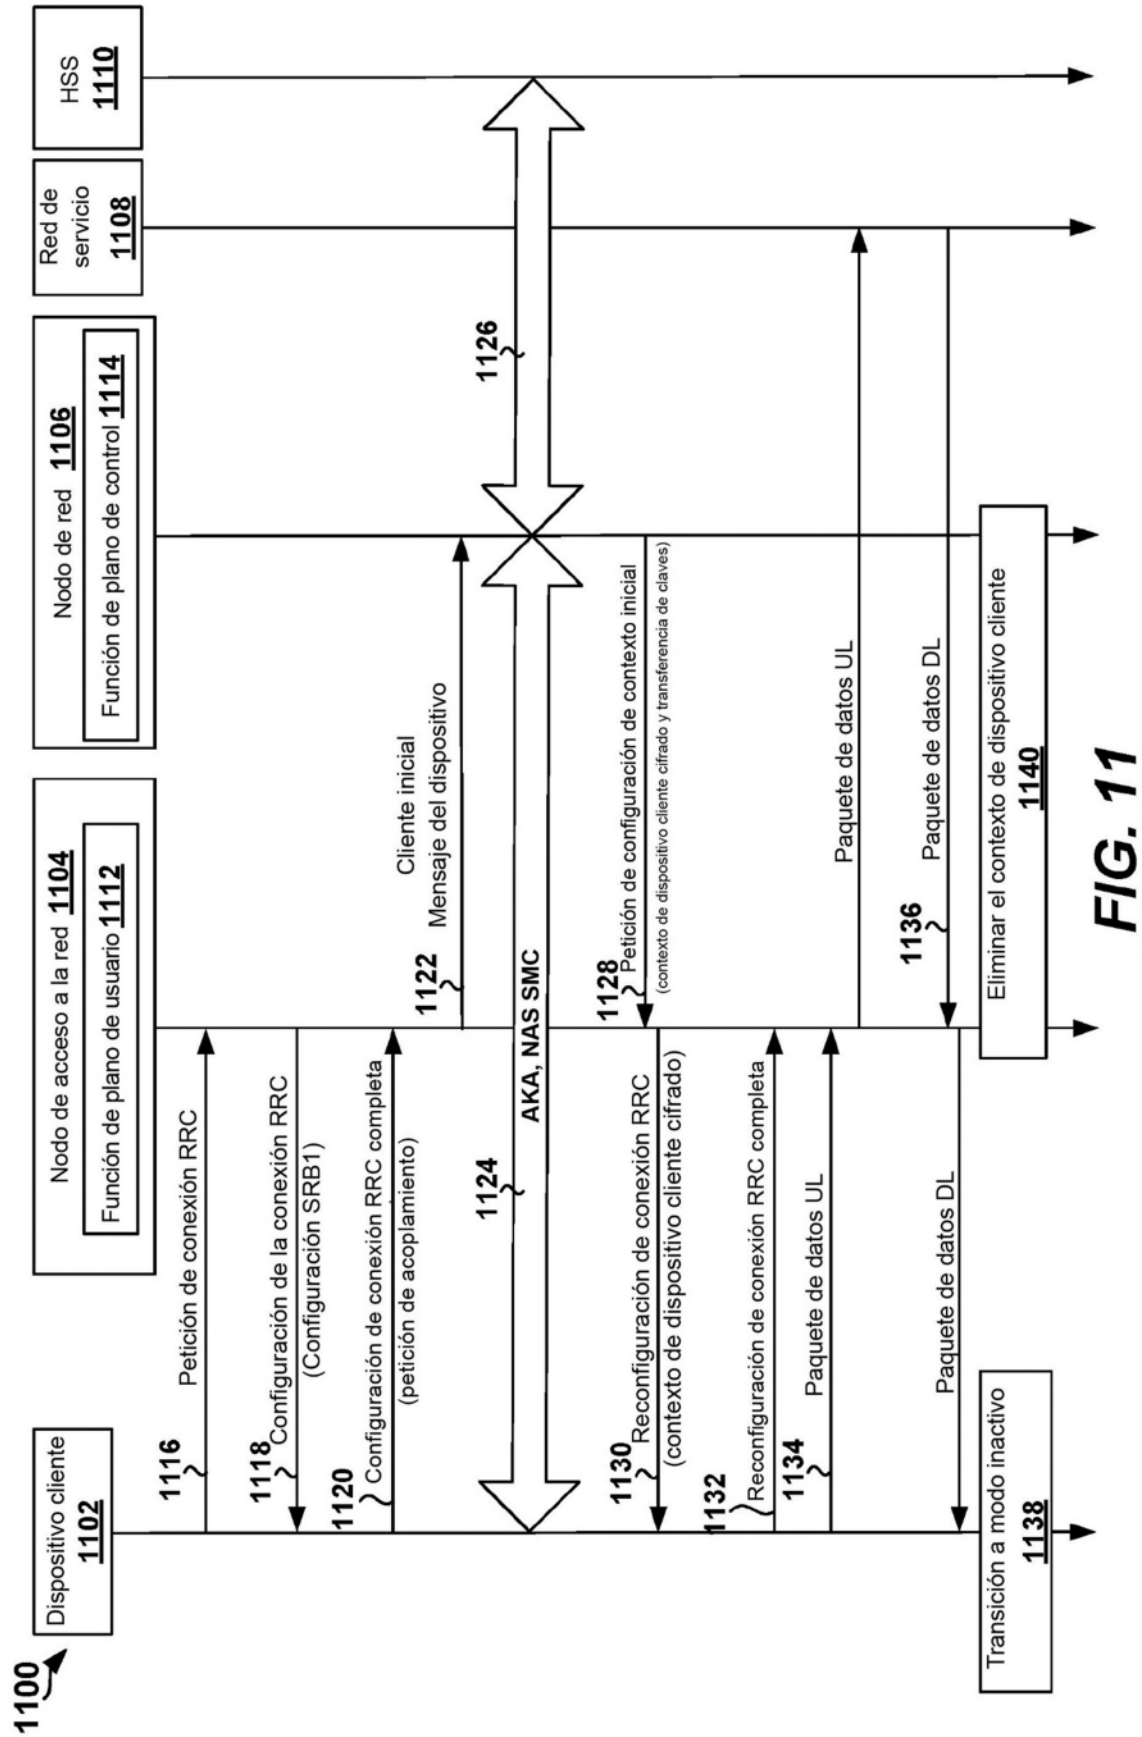 1100
Dispositivo cliente
1102
Nodo de acceso a la red 1104
Función de plano de usuario 1112
Nodo de red 1106
Función de plano de control 1114
Red de
servicio
1108
HSS
1110
1116
Petición de conexión RRC
1118
Configuración de la conexión RRC
(Configuración SRB1)
1120
Configuración de conexión RRC completa
(petición de acoplamiento)
1122
Cliente inicial
Mensaje del dispositivo
1124
AKA, NAS SMC
1126
1128
Petición de configuración de contexto inicial
(contexto de dispositivo cliente cifrado y transferencia de claves)
1130
Reconfiguración de conexión RRC
(contexto de dispositivo cliente cifrado)
1132
Reconfiguración de conexión RRC completa
1134
Paquete de datos UL
Paquete de datos UL
1136
Paquete de datos DL
Paquete de datos DL
Transición a modo inactivo
1138
Eliminar el contexto de dispositivo cliente
1140
FIG. 11